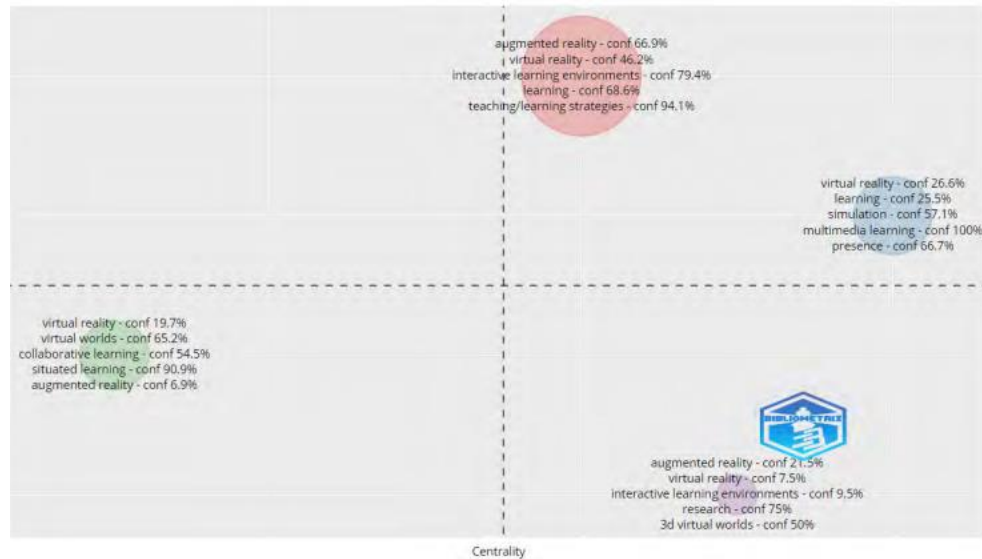 augmented reality - conf 66.9%
virtual reality - conf 46.2%
interactive learning environments - conf 79.4%
learning - conf 68.6%
teaching/learning strategies - conf 94.1%
virtual reality - conf 26.6%
learning - conf 25.5%
simulation - conf 57.1%
multimedia learning - conf 100%
presence - conf 66.7%
virtual reality - conf 19.7%
virtual worlds - conf 65.2%
collaborative learning - conf 54.5%
situated learning - conf 90.9%
augmented reality - conf 6.9%
BIBLIOMETRIX
augmented reality - conf 21.5%
virtual reality - conf 7.5%
interactive learning environments - conf 9.5%
research - conf 75%
3d virtual worlds - conf 50%
Centrality